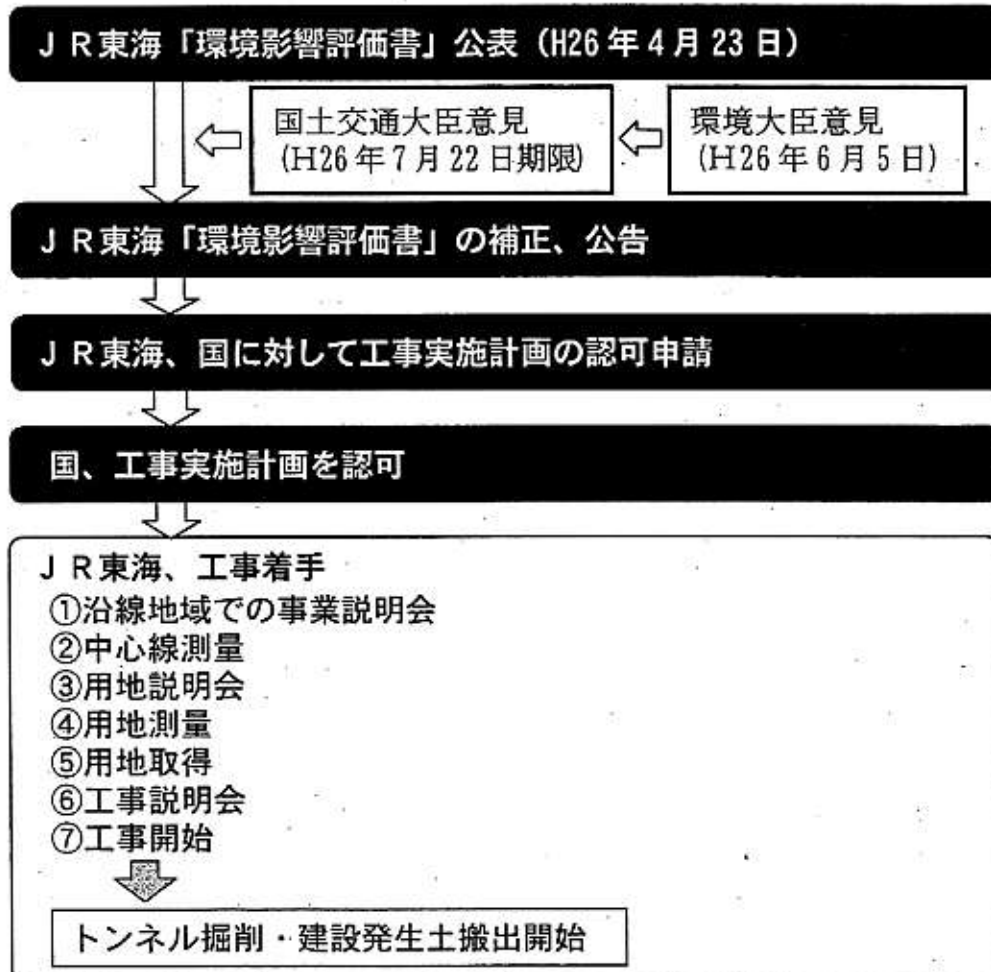 ＪＲ東海「環境影響評価書」公表（H26年4月23日）
国土交通大臣意見
(H26年7月22日期限)
環境大臣意見
(H26年6月5日)
ＪＲ東海「環境影響評価書」の補正、公告
ＪＲ東海、国に対して工事実施計画の認可申請
国、工事実施計画を認可
ＪＲ東海、工事着手
①沿線地域での事業説明会
②中心線測量
③用地説明会
④用地測量
⑤用地取得
⑥工事説明会
⑦工事開始
トンネル掘削・建設発生土搬出開始